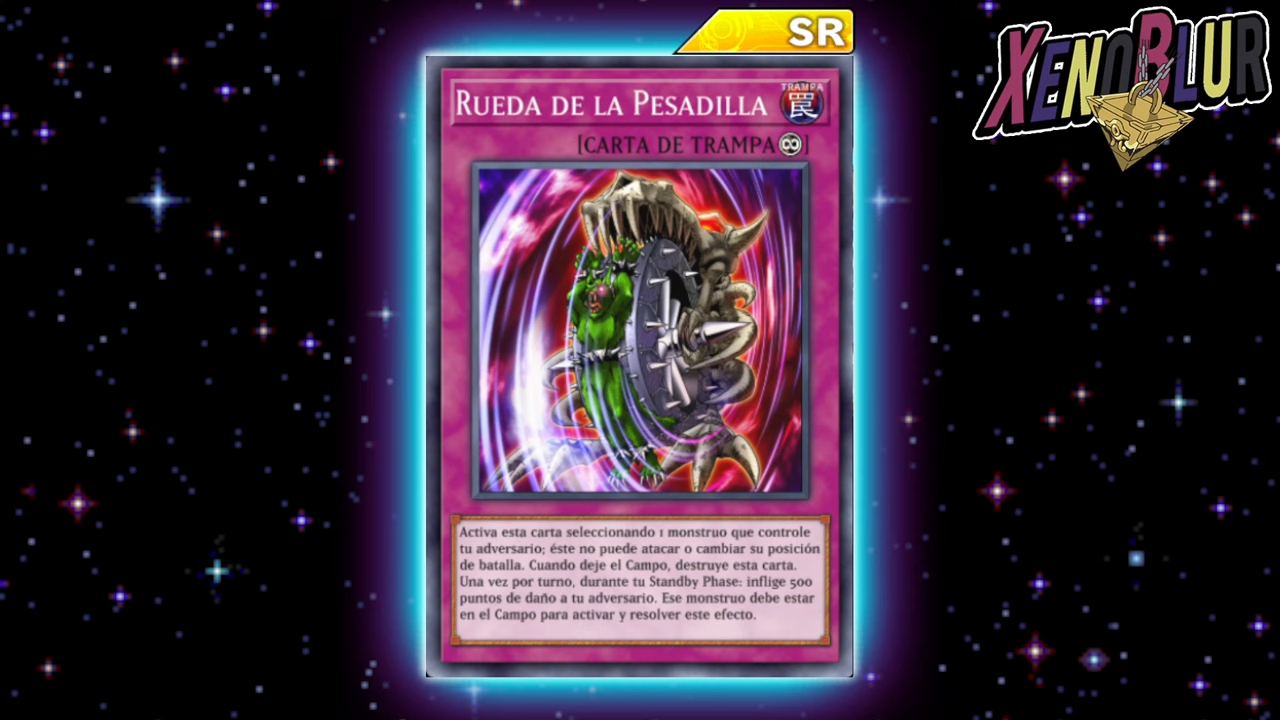 SR
XENOBLUR
RUEDA DE LA PESADILLA
TRAMPA
罠
[CARTA DE TRAMPA ∞]
Activa esta carta seleccionando 1 monstruo que controle
tu adversario; éste no puede atacar o cambiar su posición
de batalla. Cuando deje el Campo, destruye esta carta.
Una vez por turno, durante tu Standby Phase: inflige 500
puntos de daño a tu adversario. Ese monstruo debe estar
en el Campo para activar y resolver este efecto.